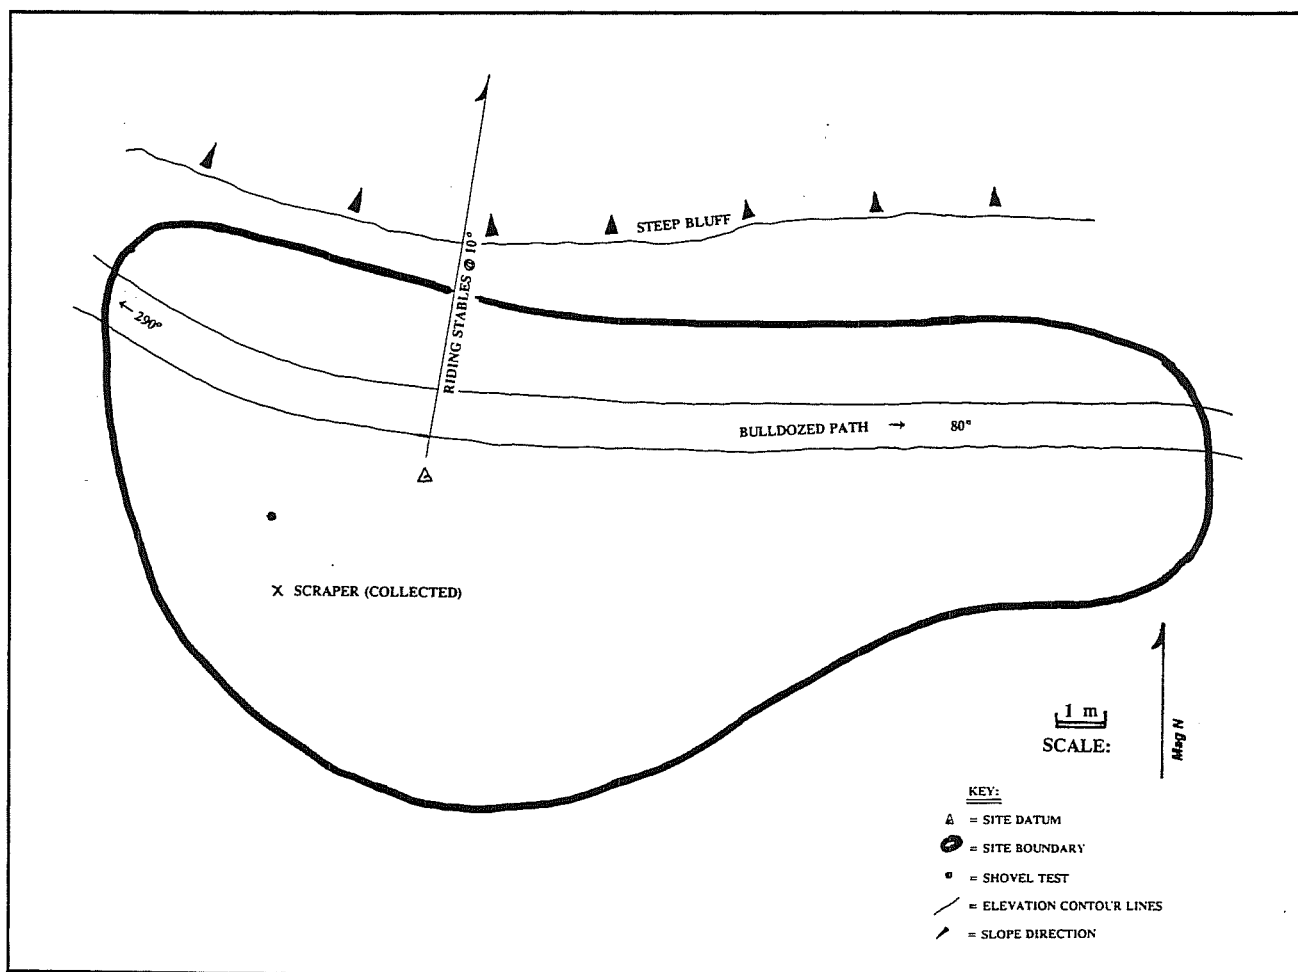 STEEP BLUFF
RIDING STABLES @ 10°
← 290°
BULLDOZED PATH → 80°
X SCRAPER (COLLECTED)
1 m
SCALE:
Mag N
KEY:
= SITE DATUM
= SITE BOUNDARY
= SHOVEL TEST
= ELEVATION CONTOUR LINES
= SLOPE DIRECTION